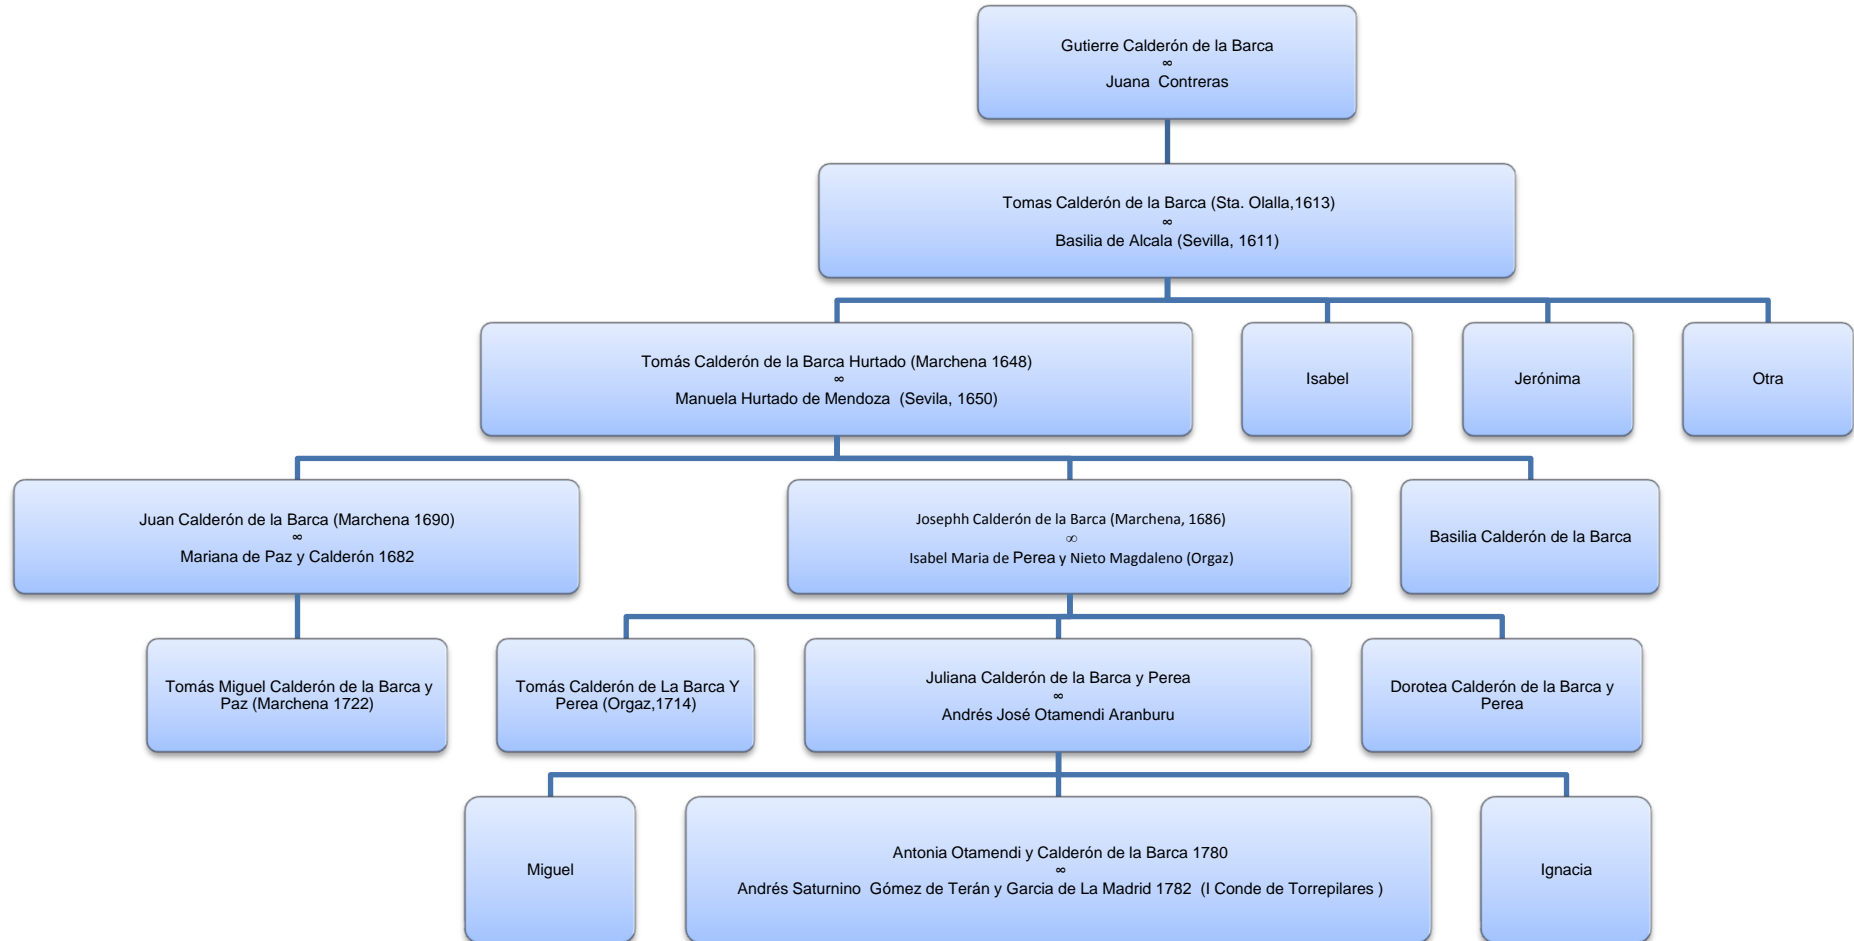 Gutierre Calderón de la Barca
∞
Juana  Contreras
Tomas Calderón de la Barca (Sta. Olalla,1613)
∞
Basilia de Alcala (Sevilla, 1611)
Tomás Calderón de la Barca Hurtado (Marchena 1648)
∞
Manuela Hurtado de Mendoza  (Sevila, 1650)
Isabel
Jerónima
Otra
Juan Calderón de la Barca (Marchena 1690)
∞
Mariana de Paz y Calderón 1682
Josephh Calderón de la Barca (Marchena, 1686)
∞
Isabel Maria de Perea y Nieto Magdaleno (Orgaz)
Basilia Calderón de la Barca
Tomás Miguel Calderón de la Barca y
Paz (Marchena 1722)
Tomás Calderón de La Barca Y
Perea (Orgaz,1714)
Juliana Calderón de la Barca y Perea
∞
Andrés José Otamendi Aranburu
Dorotea Calderón de la Barca y
Perea
Miguel
Antonia Otamendi y Calderón de la Barca 1780
∞
Andrés Saturnino  Gómez de Terán y Garcia de La Madrid 1782  (I Conde de Torrepilares )
Ignacia